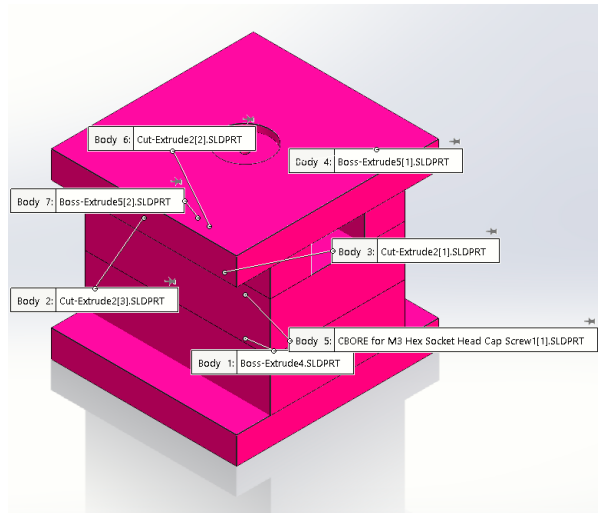 Body 6: Cut-Extrude2[2].SLDPRT
Body 4: Boss-Extrude5[1].SLDPRT
Body 7: Boss-Extrude5[2].SLDPRT
Body 3: Cut-Extrude2[1].SLDPRT
Body 2: Cut-Extrude2[3].SLDPRT
Body 5: CBORE for M3 Hex Socket Head Cap Screw1[1].SLDPRT
Body 1: Boss-Extrude4.SLDPRT